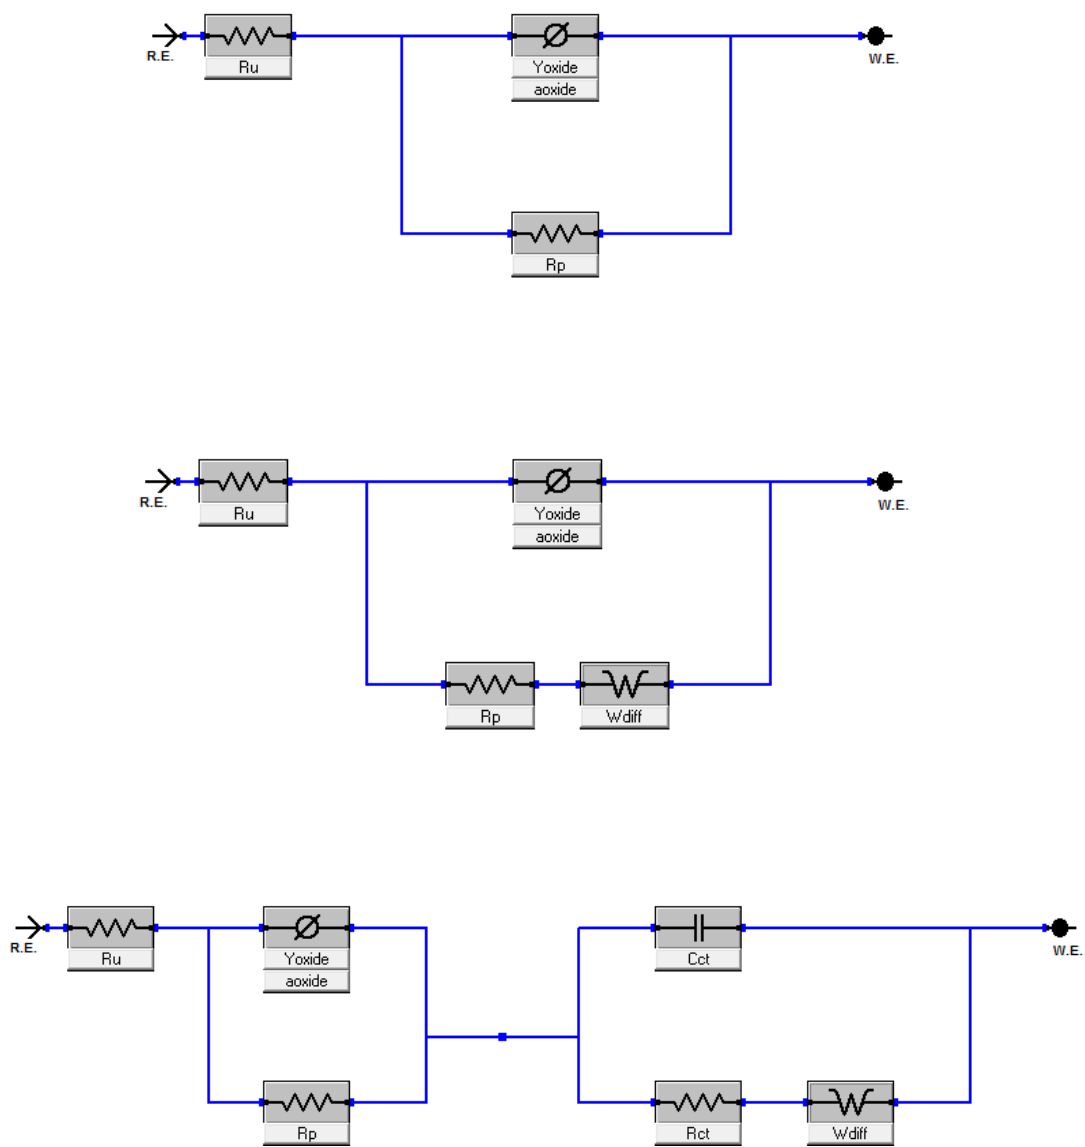 R.E.
Ru
Yoxide
aoxide
W.E.
Rp
R.E.
Ru
Yoxide
aoxide
W.E.
Rp
Wdiff
R.E.
Ru
Yoxide
aoxide
Cct
W.E.
Rp
Rct
Wdiff